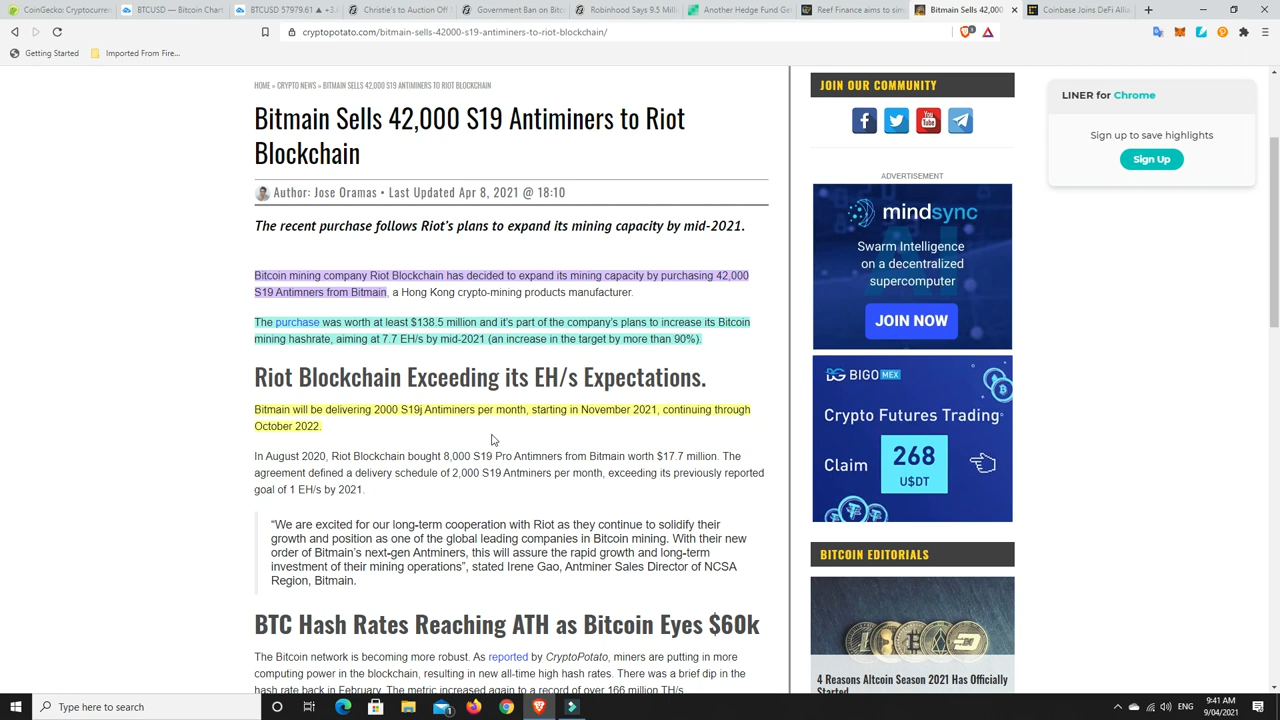 CoinGecko: Cryptocurren
BTCUSD — Bitcoin Chart
BTCUSD 57979.61 ▲ +3.
Christie's to Auction Off
Government Ban on Bitc
Robinhood Says 9.5 Milli
Another Hedge Fund Ge
Reef Finance aims to sim
Bitmain Sells 42,000
Coinbase Joins DeFi Allia
cryptopotato.com/bitmain-sells-42000-s19-antiminers-to-riot-blockchain/
Getting Started
Imported From Fire...
HOME » CRYPTO NEWS » BITMAIN SELLS 42,000 S19 ANTIMINERS TO RIOT BLOCKCHAIN
Bitmain Sells 42,000 S19 Antiminers to Riot
Blockchain
Author: Jose Oramas • Last Updated Apr 8, 2021 @ 18:10
The recent purchase follows Riot's plans to expand its mining capacity by mid-2021.
Bitcoin mining company Riot Blockchain has decided to expand its mining capacity by purchasing 42,000
S19 Antimners from Bitmain, a Hong Kong crypto-mining products manufacturer.
The purchase was worth at least $138.5 million and it's part of the company's plans to increase its Bitcoin
mining hashrate, aiming at 7.7 EH/s by mid-2021 (an increase in the target by more than 90%).
Riot Blockchain Exceeding its EH/s Expectations.
Bitmain will be delivering 2000 S19j Antiminers per month, starting in November 2021, continuing through
October 2022.
In August 2020, Riot Blockchain bought 8,000 S19 Pro Antimners from Bitmain worth $17.7 million. The
agreement defined a delivery schedule of 2,000 S19 Antminers per month, exceeding its previously reported
goal of 1 EH/s by 2021.
“We are excited for our long-term cooperation with Riot as they continue to solidify their
growth and position as one of the global leading companies in Bitcoin mining. With their new
order of Bitmain's next-gen Antminers, this will assure the rapid growth and long-term
investment of their mining operations”, stated Irene Gao, Antminer Sales Director of NCSA
Region, Bitmain.
BTC Hash Rates Reaching ATH as Bitcoin Eyes $60k
The Bitcoin network is becoming more robust. As reported by CryptoPotato, miners are putting in more
computing power in the blockchain, resulting in new all-time high hash rates. There was a brief dip in the
hash rate back in February. The metric increased again to a record of over 166 million TH/s.
JOIN OUR COMMUNITY
You
Tube
ADVERTISEMENT
mindsync
Swarm Intelligence
on a decentralized
supercomputer
JOIN NOW
BIGO MEX
Crypto Futures Trading
Claim
268
U$DT
BITCOIN EDITORIALS
4 Reasons Altcoin Season 2021 Has Officially
Started
LINER for Chrome
Sign up to save highlights
Sign Up
Type here to search
ENG
9:41 AM
9/04/2021